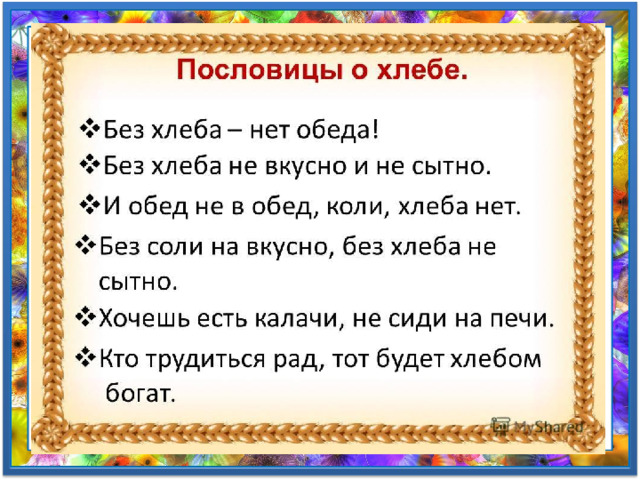 Пословицы о хлебе.
❖Без хлеба – нет обеда!
❖Без хлеба не вкусно и не сытно.
❖И обед не в обед, коли, хлеба нет.
❖Без соли на вкусно, без хлеба не
сытно.
❖Хочешь есть калачи, не сиди на печи.
❖Кто трудиться рад, тот будет хлебом
богат.
MyShared